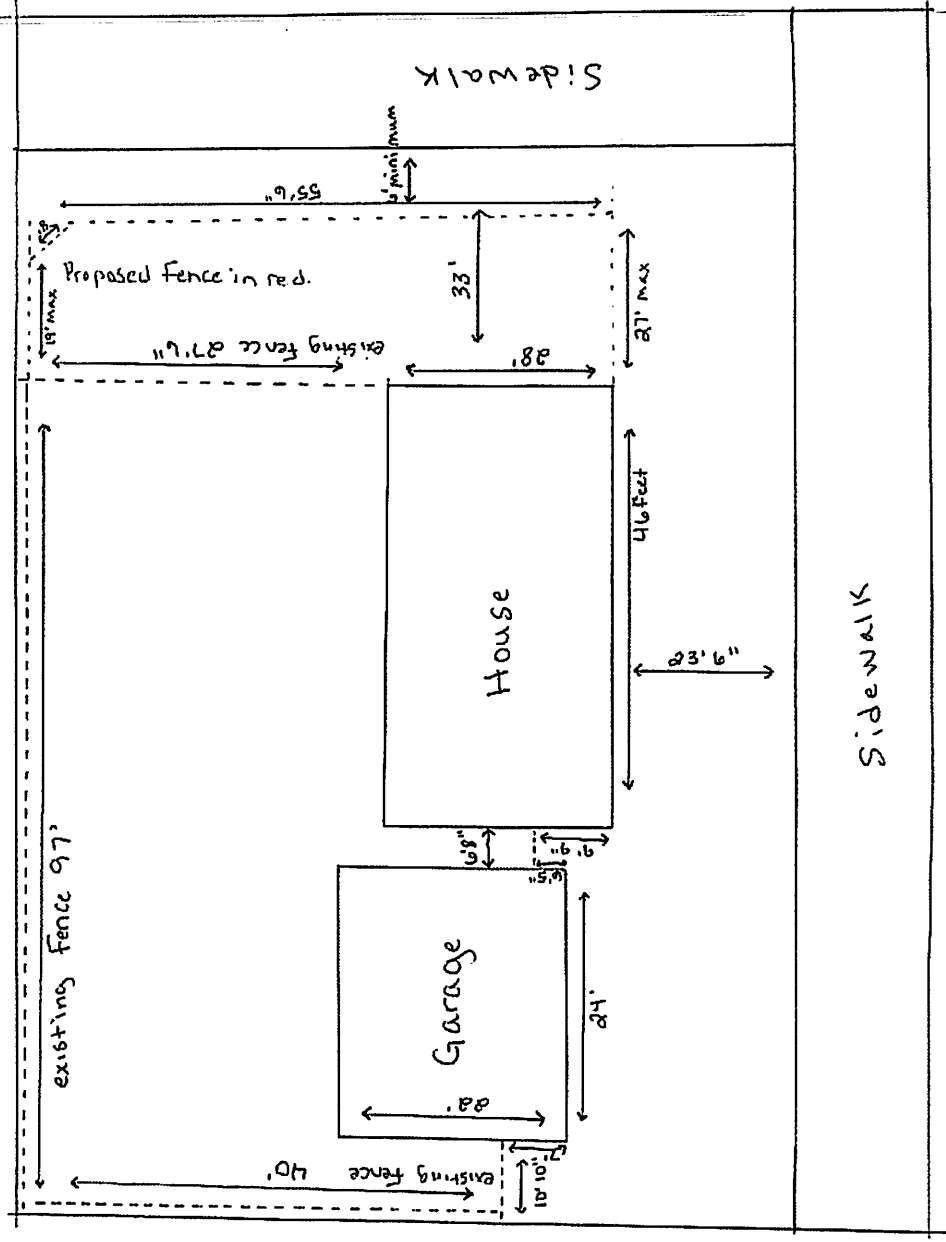 Sidewalk
6' minimum
55'6"
Proposed Fence in red.
19' max
33'
27' max
existing fence 27'6"
28'
46 Feet
House
23'6"
Sidewalk
6'8"
9'9"
6'5"
existing Fence 97'
Garage
24'
22'
7'
10'10"
existing fence 40'